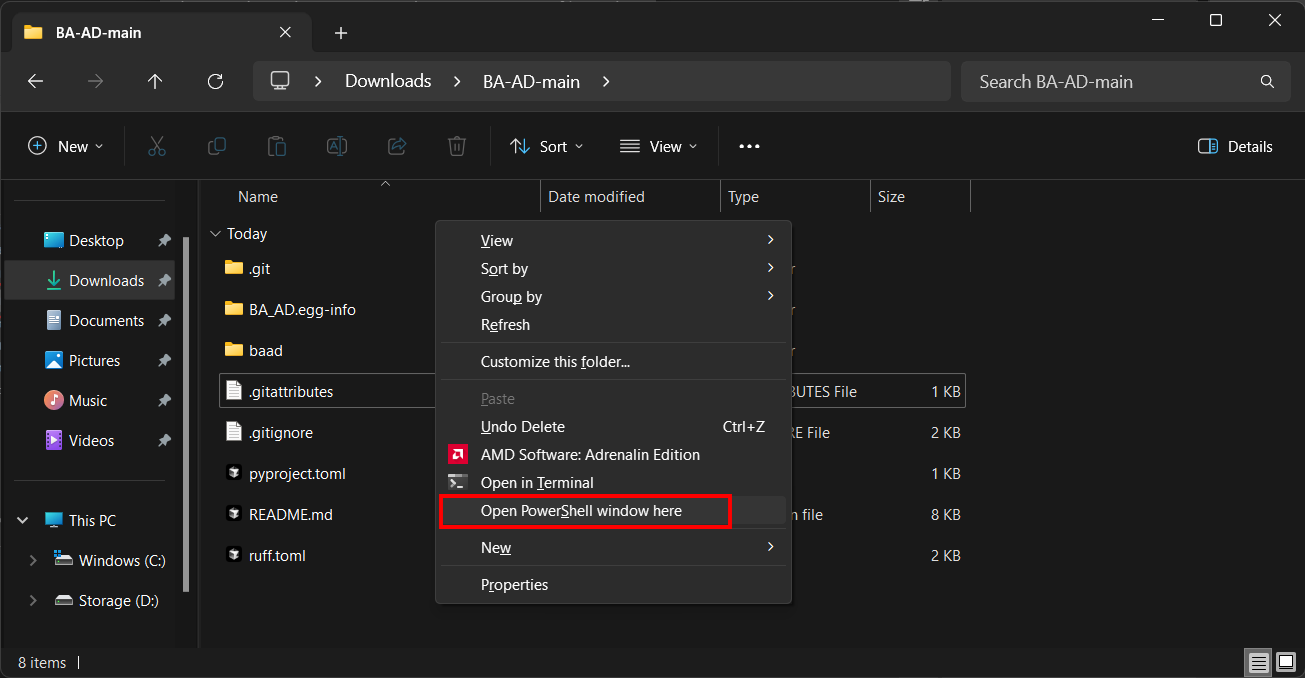 BA-AD-main
Downloads BA-AD-main
Search BA-AD-main
New Sort View Details
Name Date modified Type Size
Desktop
Downloads
Documents
Pictures
Music
Videos
This PC
Windows (C:)
Storage (D:)
Today
.git
BA_AD.egg-info
baad
.gitattributes BUTES File 1 KB
.gitignore RE File 2 KB
pyproject.toml 1 KB
README.md n file 8 KB
ruff.toml 2 KB
View
Sort by
Group by
Refresh
Customize this folder...
Paste
Undo Delete Ctrl+Z
AMD Software: Adrenalin Edition
Open in Terminal
Open PowerShell window here
New
Properties
8 items